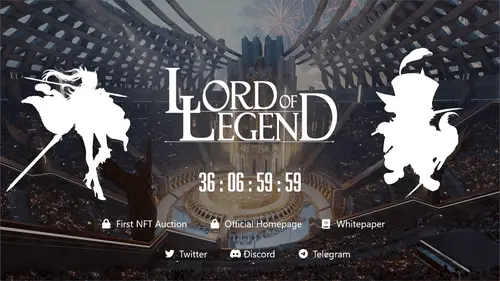 LORD OF
LEGEND
36 : 06 : 59 : 59
First NFT Auction Official Homepage Whitepaper
Twitter Discord Telegram